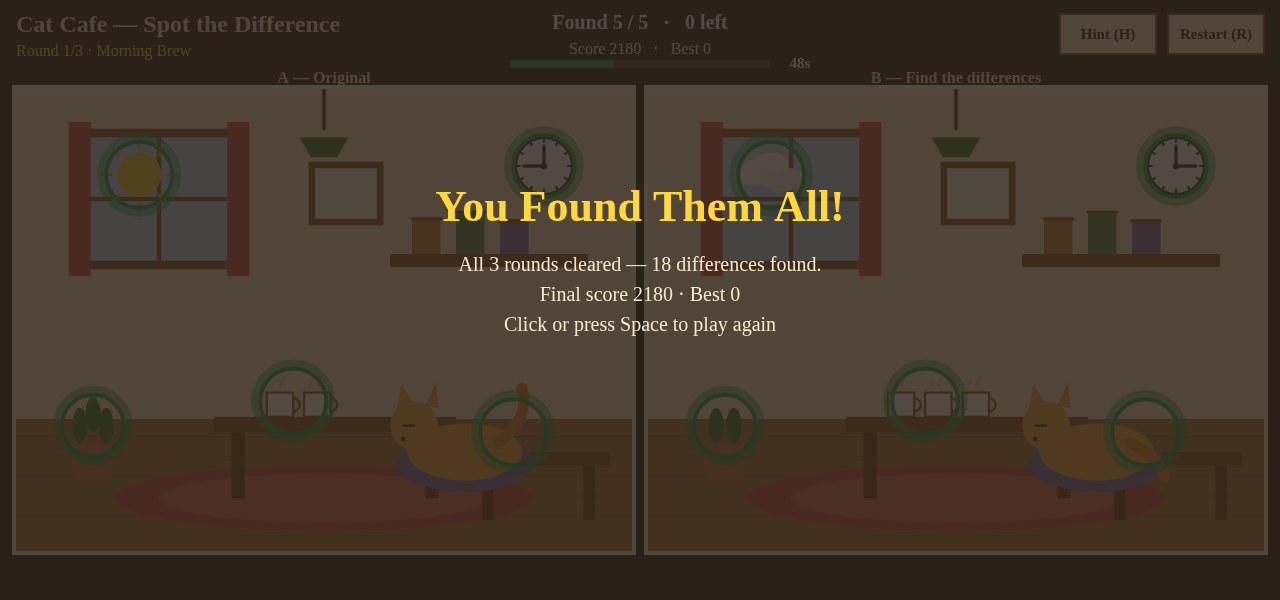 Cat Cafe — Spot the Difference
Round 1/3 · Morning Brew
Found 5 / 5 · 0 left
Score 2180 · Best 0
48s
Hint (H)
Restart (R)
A — Original
B — Find the differences
You Found Them All!
All 3 rounds cleared — 18 differences found.
Final score 2180 · Best 0
Click or press Space to play again